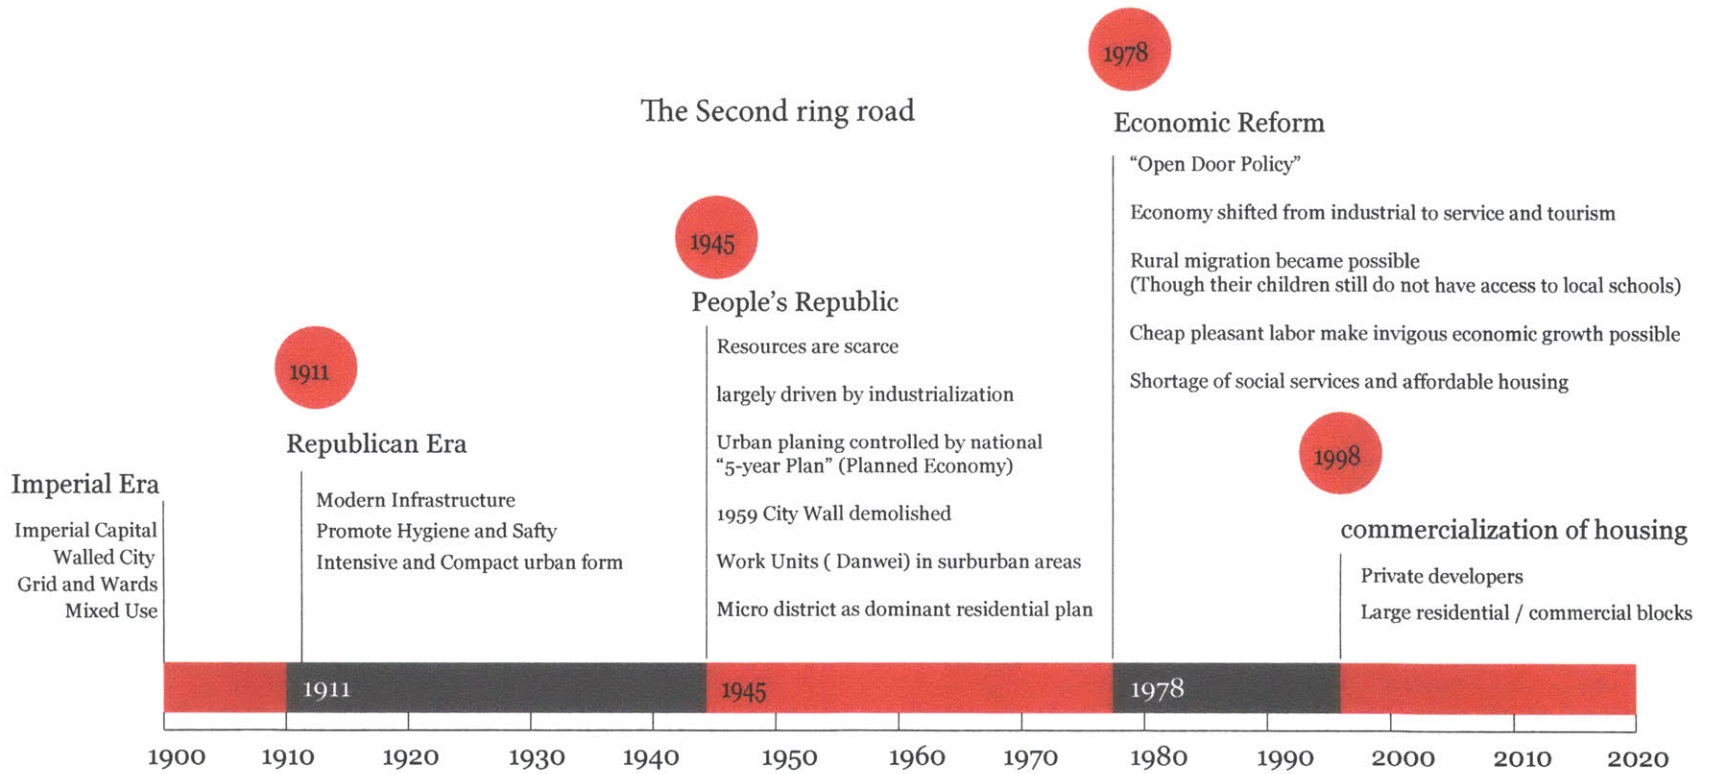 The Second ring road
Imperial Era
Imperial Capital
Walled City
Grid and Wards
Mixed Use
1911
Republican Era
Modern Infrastructure
Promote Hygiene and Safty
Intensive and Compact urban form
1945
People's Republic
Resources are scarce
largely driven by industrialization
Urban planing controlled by national
"5-year Plan" (Planned Economy)
1959 City Wall demolished
Work Units ( Danwei) in surburban areas
Micro district as dominant residential plan
1978
Economic Reform
"Open Door Policy"
Economy shifted from industrial to service and tourism
Rural migration became possible
(Though their children still do not have access to local schools)
Cheap pleasant labor make invigous economic growth possible
Shortage of social services and affordable housing
1998
commercialization of housing
Private developers
Large residential / commercial blocks
1911 1945 1978
1900 1910 1920 1930 1940 1950 1960 1970 1980 1990 2000 2010 2020